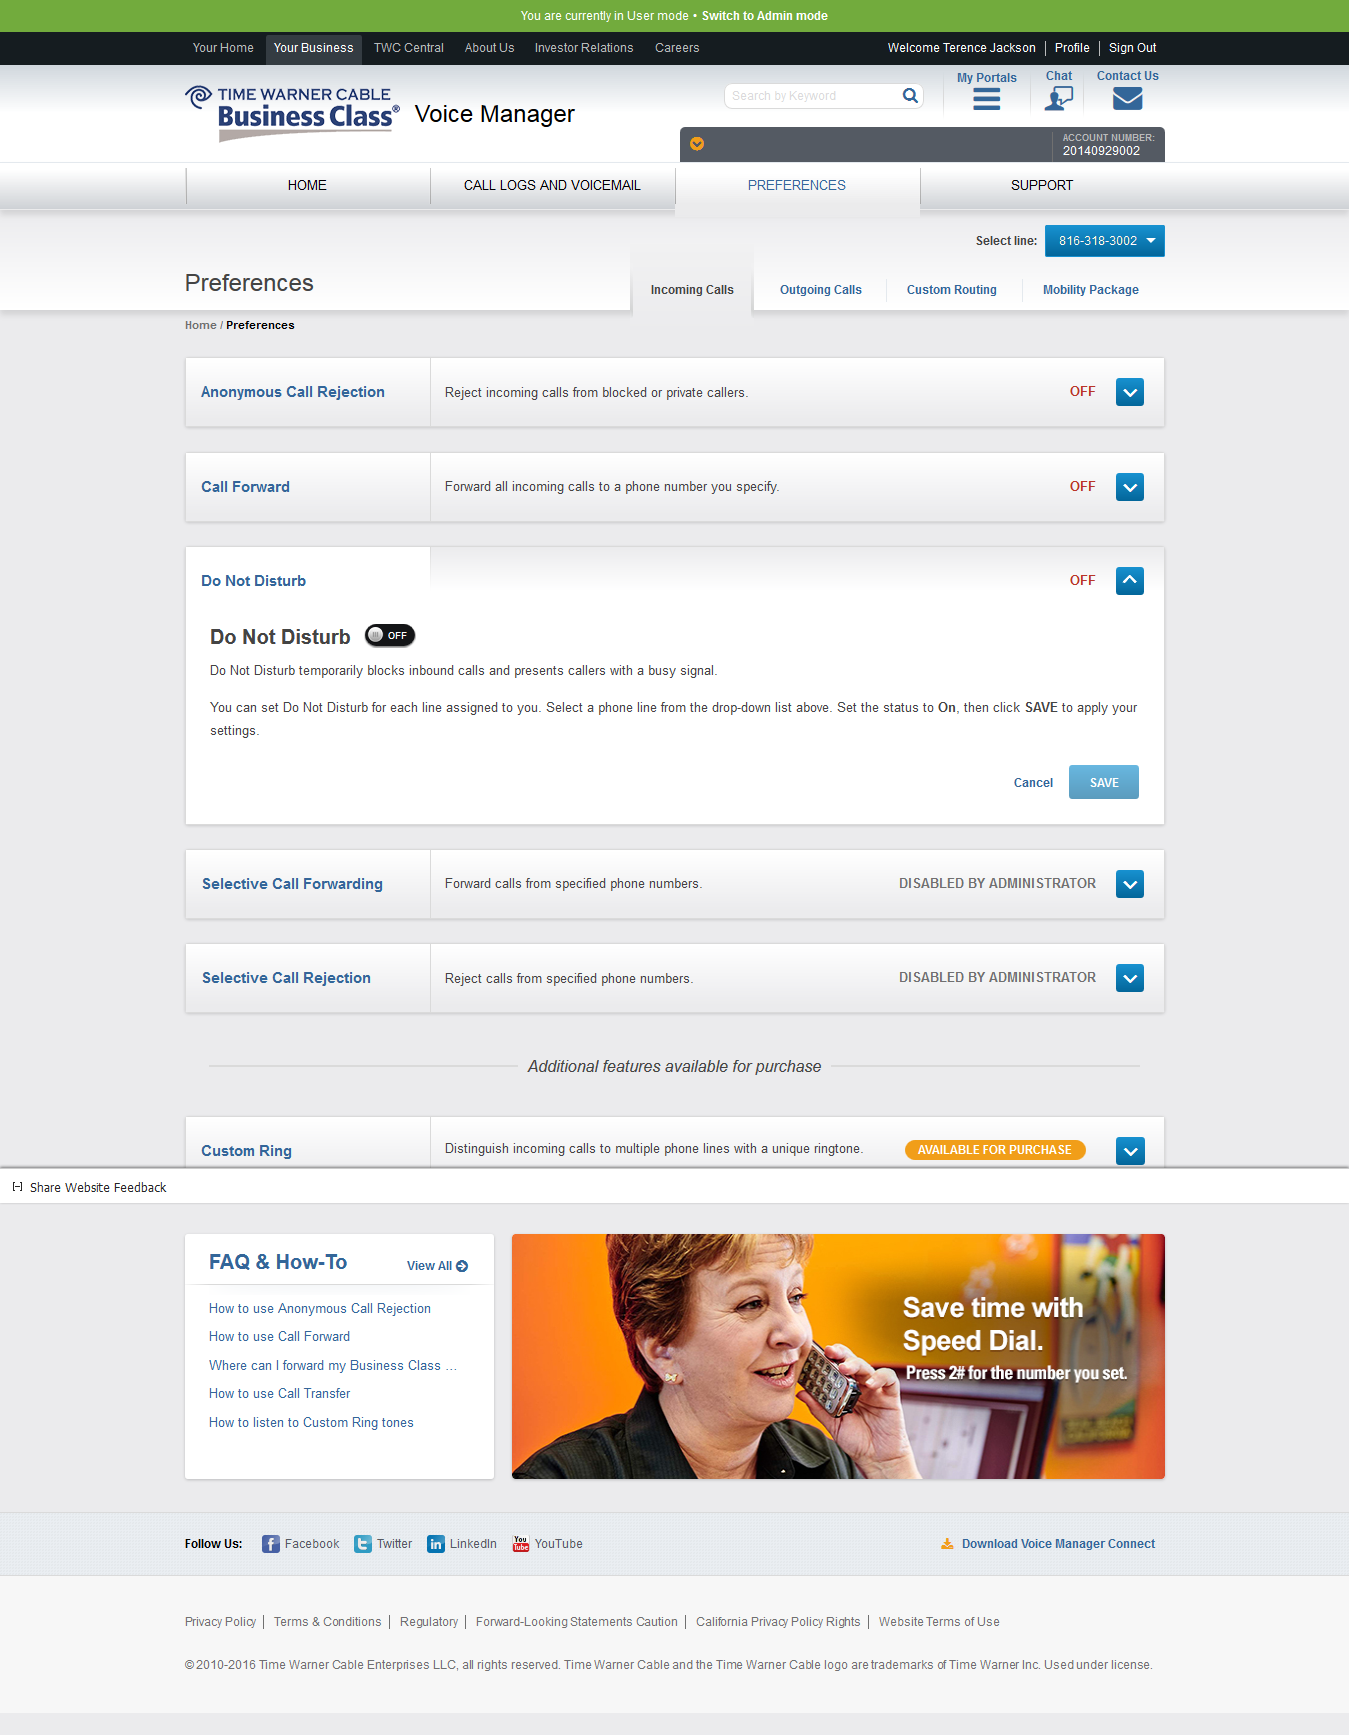 You are currently in User mode • Switch to Admin mode
Your Home Your Business TWC Central About Us Investor Relations Careers Welcome Terence Jackson Profile Sign Out
TIME WARNER CABLE
Business Class®
Voice Manager
Search by Keyword
My Portals
Chat
Contact Us
ACCOUNT NUMBER:
20140929002
HOME CALL LOGS AND VOICEMAIL PREFERENCES SUPPORT
Select line: 816-318-3002
Preferences
Incoming Calls Outgoing Calls Custom Routing Mobility Package
Home / Preferences
Anonymous Call Rejection Reject incoming calls from blocked or private callers. OFF
Call Forward Forward all incoming calls to a phone number you specify. OFF
Do Not Disturb OFF
Do Not Disturb OFF
Do Not Disturb temporarily blocks inbound calls and presents callers with a busy signal.
You can set Do Not Disturb for each line assigned to you. Select a phone line from the drop-down list above. Set the status to On, then click SAVE to apply your
settings.
Cancel SAVE
Selective Call Forwarding Forward calls from specified phone numbers. DISABLED BY ADMINISTRATOR
Selective Call Rejection Reject calls from specified phone numbers. DISABLED BY ADMINISTRATOR
Additional features available for purchase
Custom Ring Distinguish incoming calls to multiple phone lines with a unique ringtone. AVAILABLE FOR PURCHASE
[-] Share Website Feedback
FAQ & How-To View All
How to use Anonymous Call Rejection
How to use Call Forward
Where can I forward my Business Class ...
How to use Call Transfer
How to listen to Custom Ring tones
Save time with
Speed Dial.
Press 2# for the number you set.
Follow Us: Facebook Twitter LinkedIn YouTube Download Voice Manager Connect
Privacy Policy Terms & Conditions Regulatory Forward-Looking Statements Caution California Privacy Policy Rights Website Terms of Use
© 2010-2016 Time Warner Cable Enterprises LLC, all rights reserved. Time Warner Cable and the Time Warner Cable logo are trademarks of Time Warner Inc. Used under license.